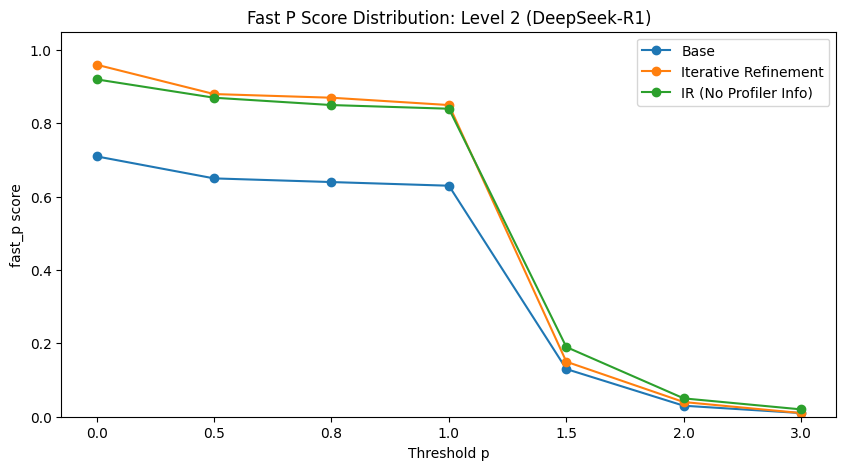 Fast P Score Distribution: Level 2 (DeepSeek-R1)
Base
Iterative Refinement
IR (No Profiler Info)
fast_p score
1.0
0.8
0.6
0.4
0.2
0.0
0.0 0.5 0.8 1.0 1.5 2.0 3.0
Threshold p